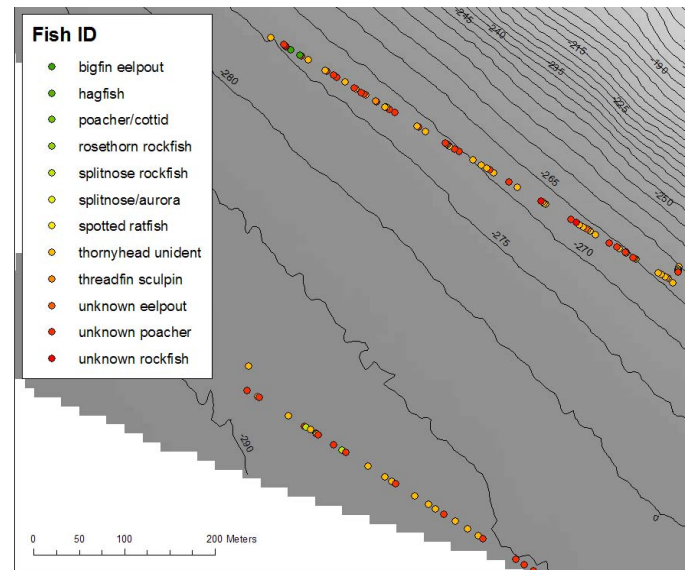 Fish ID
bigfin eelpout
hagfish
poacher/cottid
rosethorn rockfish
splitnose rockfish
splitnose/aurora
spotted ratfish
thornyhead unident
threadfin sculpin
unknown eelpout
unknown poacher
unknown rockfish
-245
-240
-215
-190
-235
-225
-280
-265
-250
-275
-270
-290
0
0 50 100 200 Meters